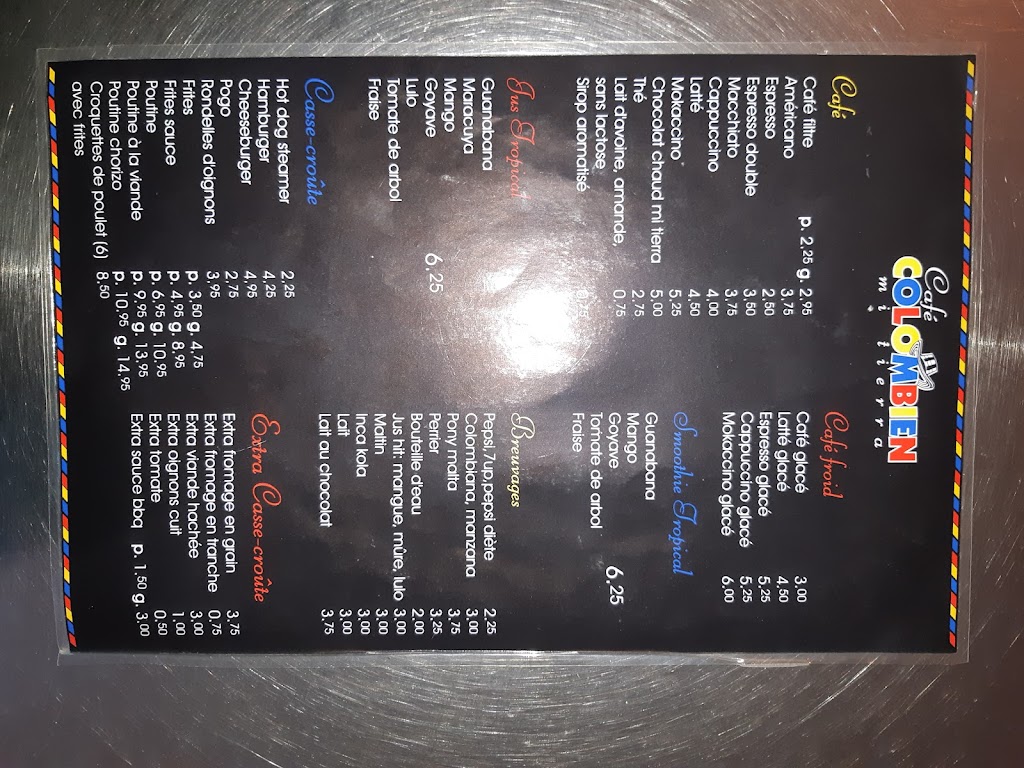 Café
COLOMBIEN
mi tierra
Café
Café filtre p. 2.25 g. 2,95
Américano 3,75
Espresso 2,50
Espresso double 3,50
Macchiato 3,75
Cappuccino 4,00
Latté 4,50
Mokaccino 5,25
Chocolat chaud mi tierra 5,90
Thé 2,75
Lait d'avoine, amande, 0,75
sans lactose
Sirop aromatisé
Jus Tropical
Guanabana
Maracuya
Mango
Goyave 6,25
Lulo
Tomate de arbol
Fraise
Casse-croûte
Hot dog steamer 2,25
Hamburger 4,25
Cheeseburger 4,95
Pogo 2,75
Rondelles d'oignons 3,95
Frites p. 3,50 g. 4,75
Frites sauce p. 4,95 g. 8,95
Poutine p. 6,95 g. 10,95
Poutine à la viande p. 9,95 g. 13,95
Poutine chorizo p. 10,95 g. 14,95
Croquettes de poulet (6) 8,50
avec frites
Café froid
Café glacé 3,00
Latté glacé 4,50
Espresso glacé 5,25
Cappuccino glacé 5,25
Mokaccino glacé 6,00
Smoothie Tropical
Guanabana
Mango
Goyave 6,25
Tomate de arbol
Fraise
Breuvages
Pepsi,7up,pepsi diète 2,25
Colombiana, manzana 3,00
Pony malta 3,75
Perrier 3,25
Bouteille d'eau 2,00
Jus hit: mangue, mûre, lulo 3,00
Maltin 3,00
Inca kola 3,00
Lait 3,00
Lait au chocolat 3,75
Extra Casse-croûte
Extra fromage en grain 3,75
Extra fromage en tranche 0,75
Extra viande hachée 3,00
Extra oignons cuit 1,00
Extra tomate 0,50
Extra sauce bbq p. 1,50 g. 3,00